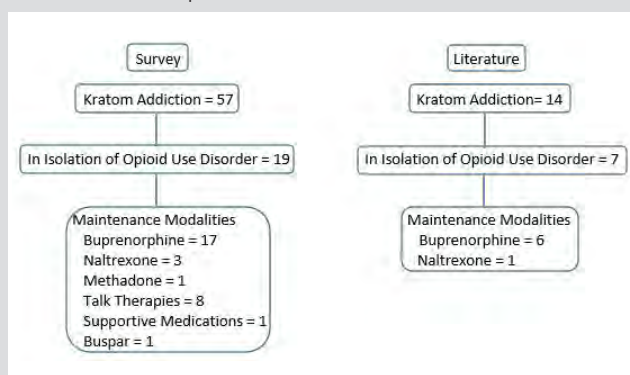 Survey
Kratom Addiction = 57
In Isolation of Opioid Use Disorder = 19
Maintenance Modalities
Buprenorphine = 17
Naltrexone = 3
Methadone = 1
Talk Therapies = 8
Supportive Medications = 1
Buspar = 1
Literature
Kratom Addiction= 14
In Isolation of Opioid Use Disorder = 7
Maintenance Modalities
Buprenorphine = 6
Naltrexone = 1